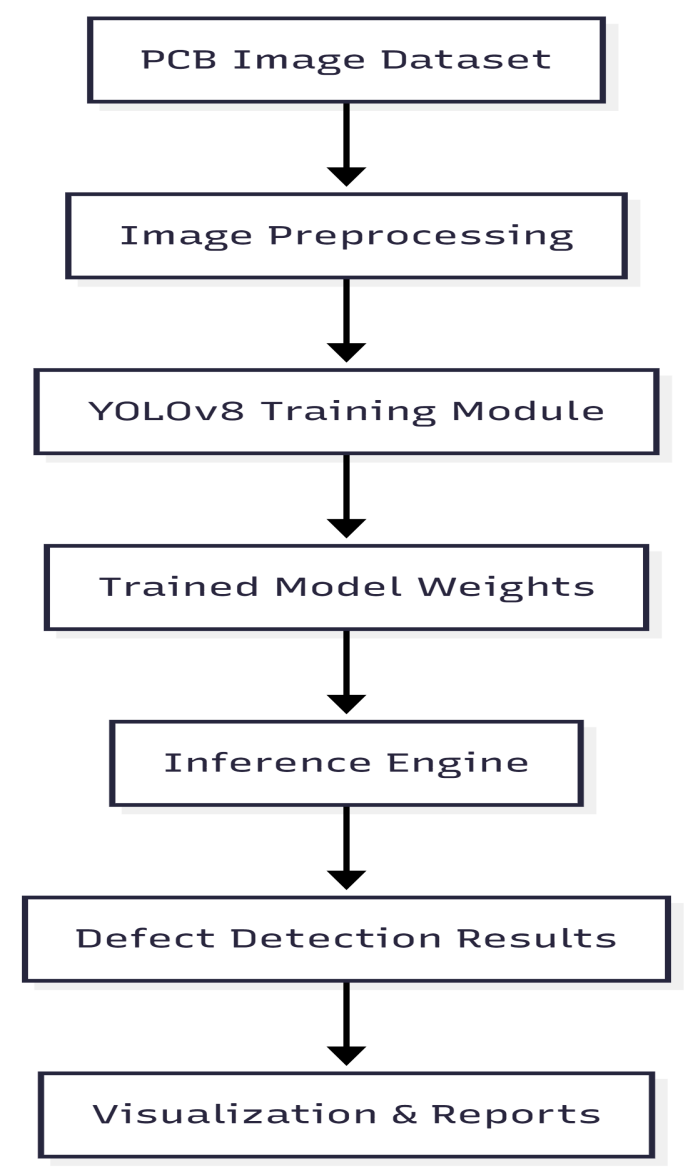 PCB Image Dataset
Image Preprocessing
YOLOv8 Training Module
Trained Model Weights
Inference Engine
Defect Detection Results
Visualization & Reports